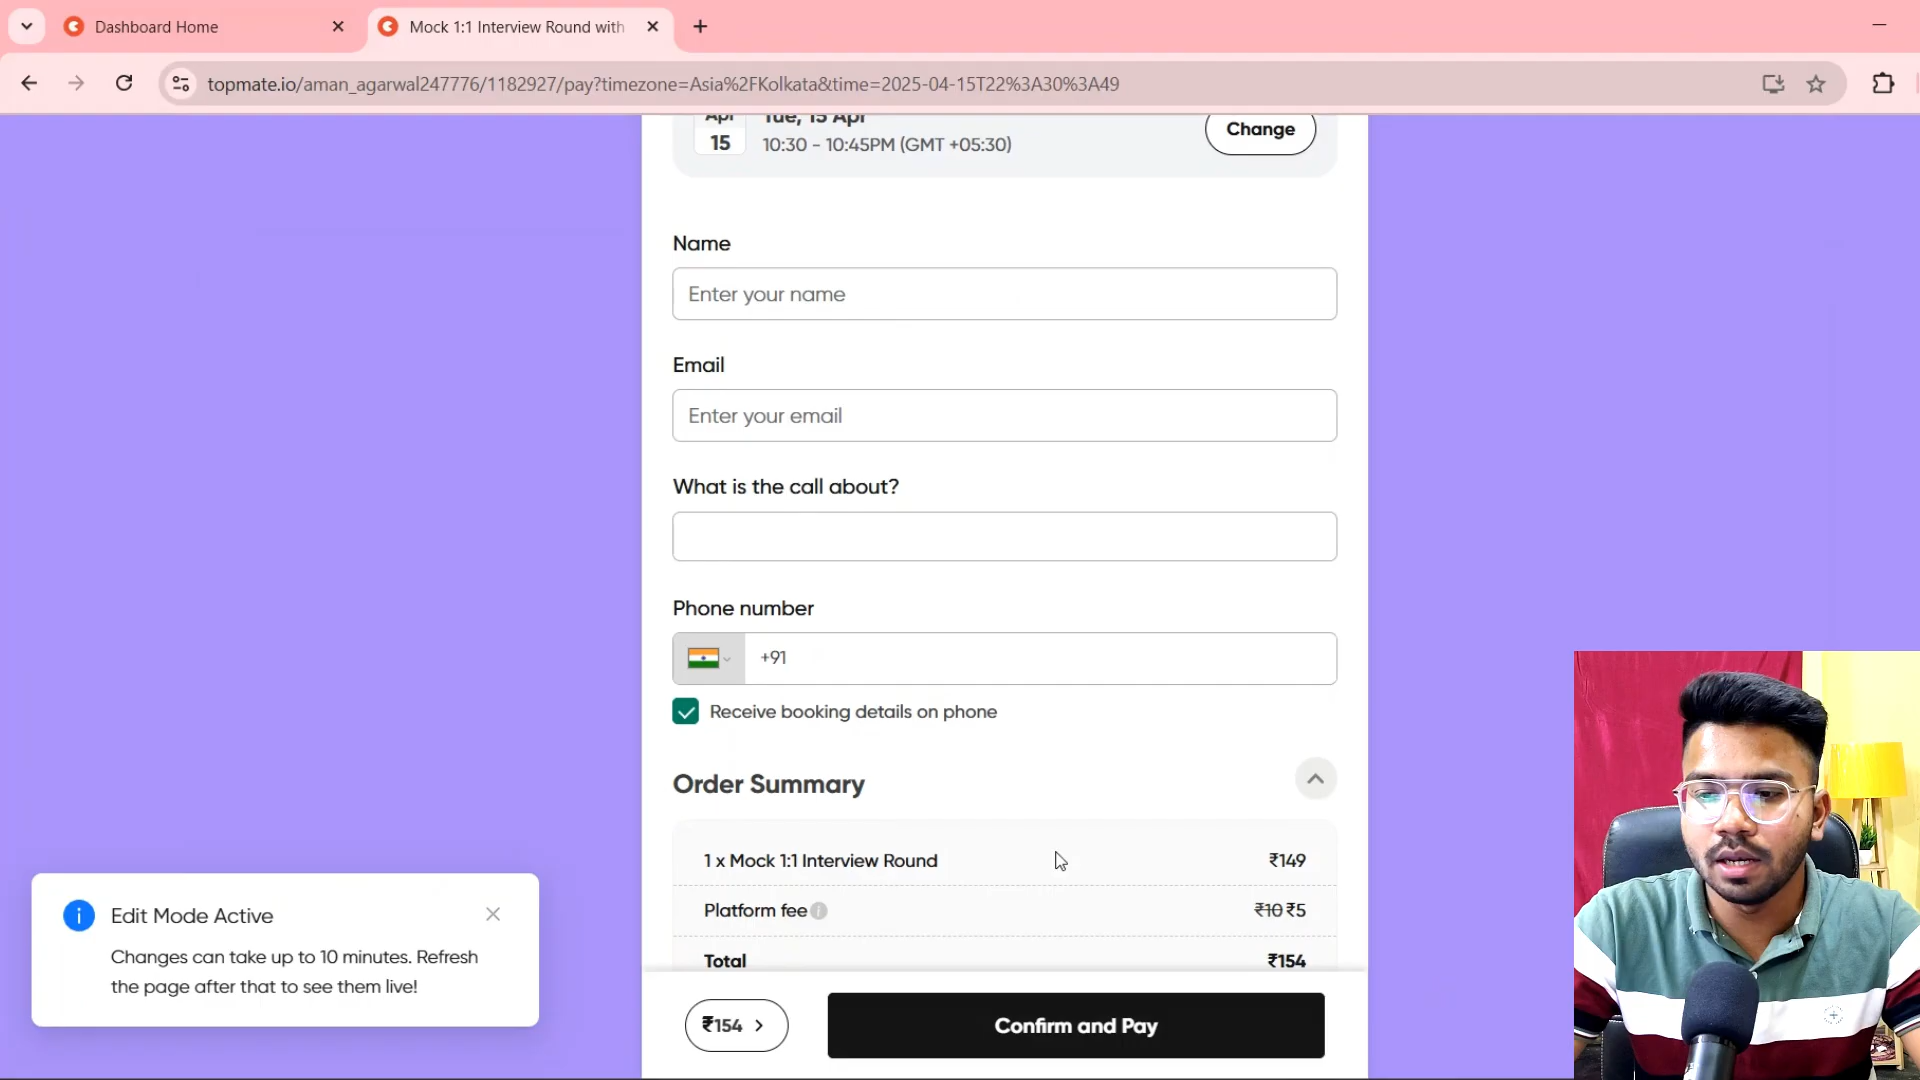 Dashboard Home
Mock 1:1 Interview Round with
topmate.io/aman_agarwal247776/1182927/pay?timezone=Asia%2FKolkata&time=2025-04-15T22%3A30%3A49
Apr
15
Tue, 15 Apr
10:30 - 10:45PM (GMT +05:30)
Change
Name
Enter your name
Email
Enter your email
What is the call about?
Phone number
+91
Receive booking details on phone
Order Summary
1 x Mock 1:1 Interview Round
₹149
Platform fee
₹10 ₹5
Total
₹154
₹154
Confirm and Pay
Edit Mode Active
Changes can take up to 10 minutes. Refresh
the page after that to see them live!